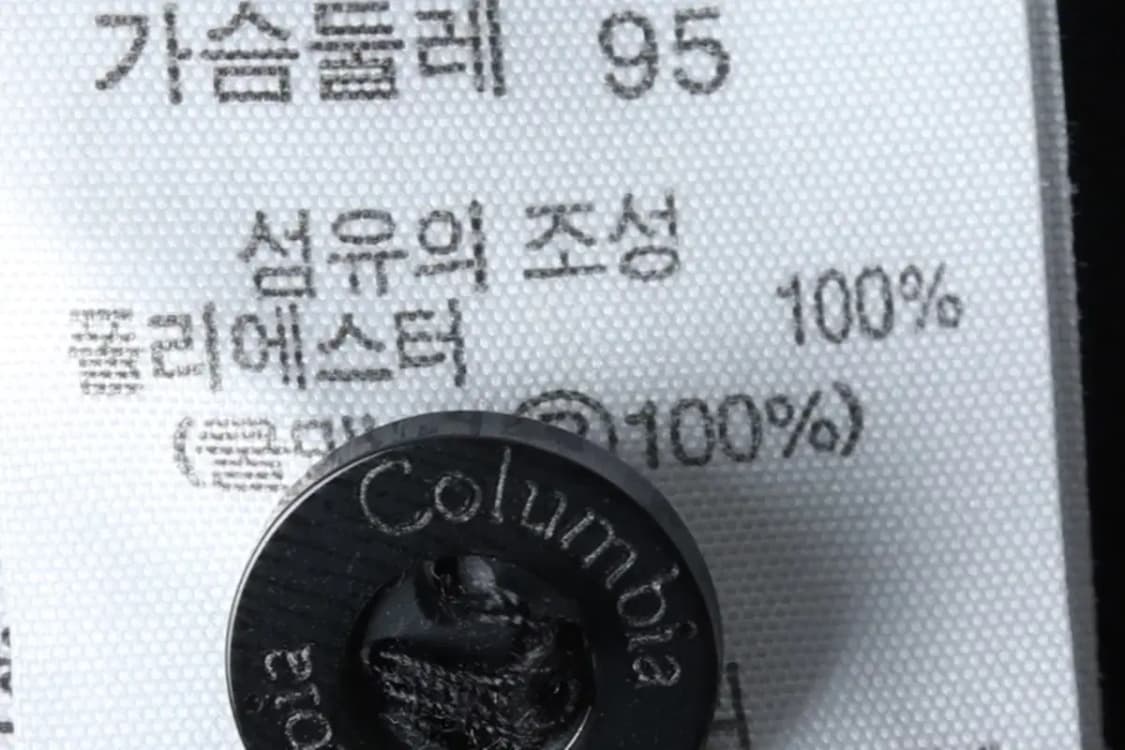 가슴둘레 95
섬유의 조성
폴리에스터 100%
100%)
Columbia